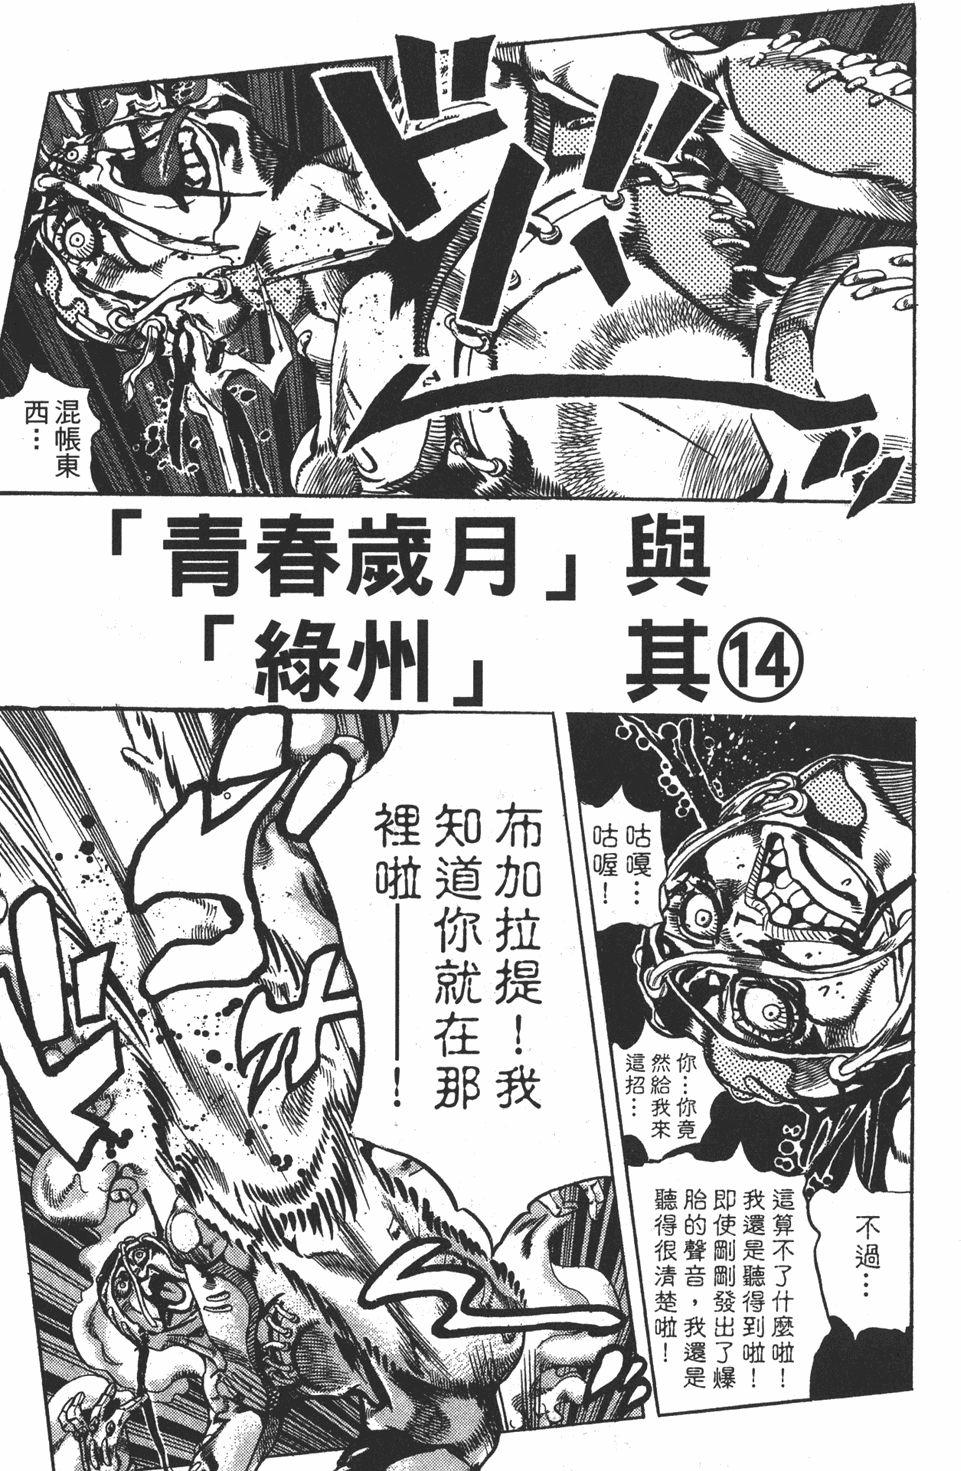 ド
ド
ド
混帳東
西…
「青春歲月」與
「綠州」 其⑭
咕嘎…
咕喔！
你…你竟
然給我來
這招…
不過…
這算不了什麼啦！
我還是聽得到啦！
即使剛剛發出了爆
胎的聲音，我還是
聽得很清楚啦！
布加拉提！我
知道你就在那
裡啦——！